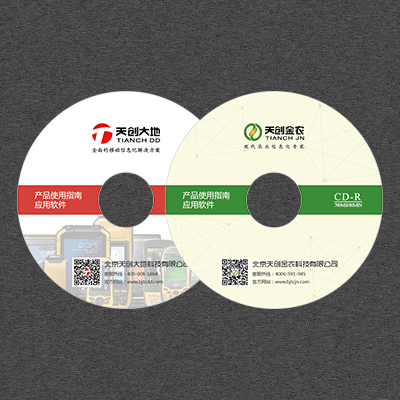 天创大地
TIANCH DD
全面的移动信息化解决方案
产品使用指南
应用软件
北京天创大地科技有限公司
客服热线：400-008-1864
官方网站：
天创金农
TIANCH JN
现代农业信息化专家
产品使用指南
应用软件
CD-R
700MB/80MIN
北京天创金农科技有限公司
客服热线：4006-591-945
官方网站：www.bjtcjn.com